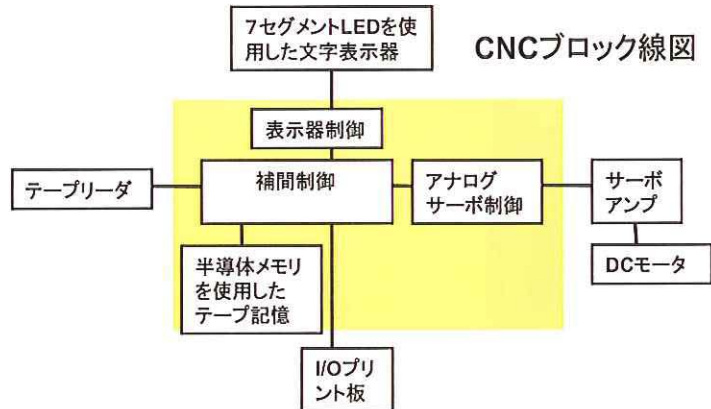 7セグメントLEDを使
用した文字表示器
CNCブロック線図
表示器制御
テープリーダ
補間制御
アナログ
サーボ制御
サーボ
アンプ
半導体メモリ
を使用した
テープ記憶
DCモータ
I/Oプリ
ント板